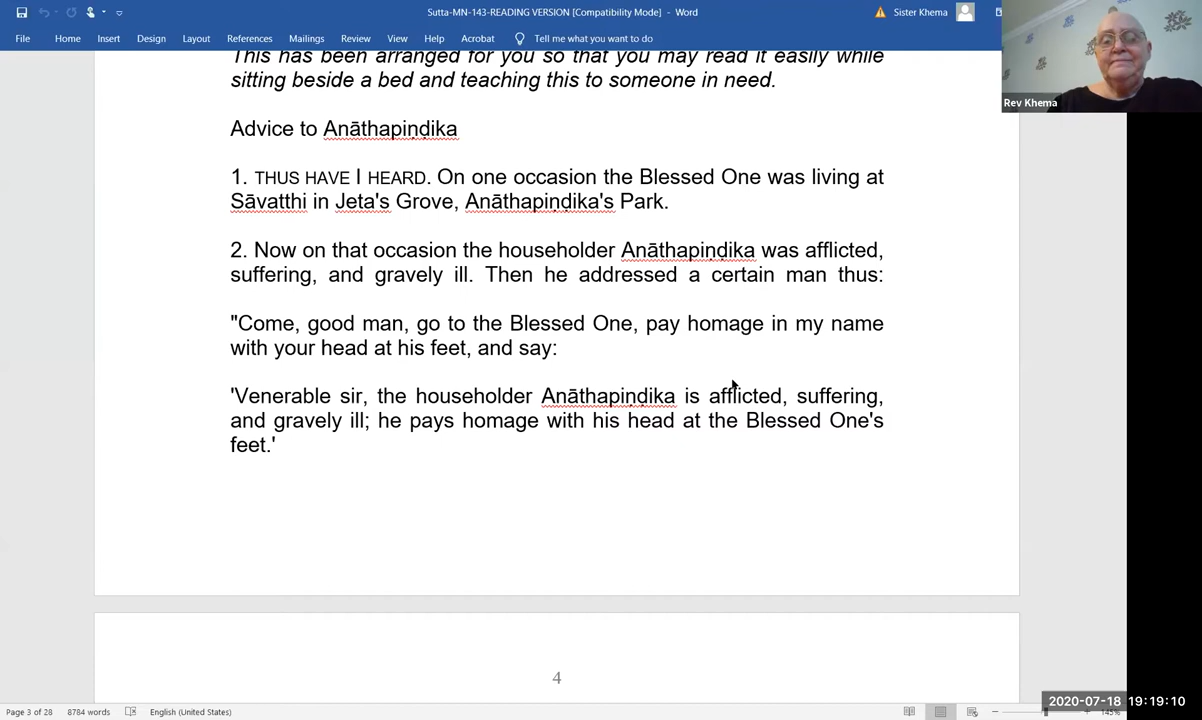 Sutta-MN-143-READING VERSION [Compatibility Mode] - Word
Sister Khema
File Home Insert Design Layout References Mailings Review View Help Acrobat Tell me what you want to do
Rev Khema
This has been arranged for you so that you may read it easily while
sitting beside a bed and teaching this to someone in need.
Advice to Anāthapiṇḍika
1. THUS HAVE I HEARD. On one occasion the Blessed One was living at
Sāvatthi in Jeta's Grove, Anāthapiṇḍika's Park.
2. Now on that occasion the householder Anāthapiṇḍika was afflicted,
suffering, and gravely ill. Then he addressed a certain man thus:
"Come, good man, go to the Blessed One, pay homage in my name
with your head at his feet, and say:
'Venerable sir, the householder Anāthapiṇḍika is afflicted, suffering,
and gravely ill; he pays homage with his head at the Blessed One's
feet.'
4
Page 3 of 28 8784 words English (United States)
2020-07-18 19:19:10
145%